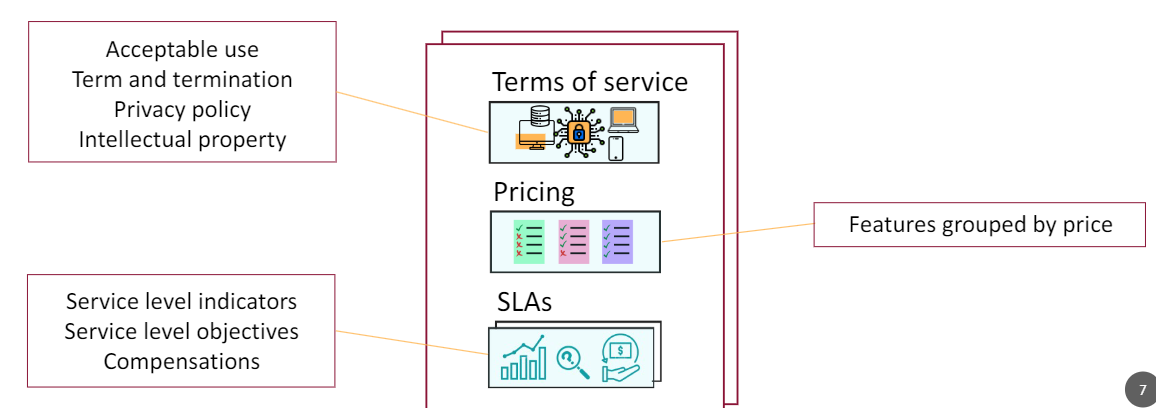 Acceptable use
Term and termination
Privacy policy
Intellectual property
Terms of service
Pricing
Features grouped by price
Service level indicators
Service level objectives
Compensations
SLAs
?
$
7